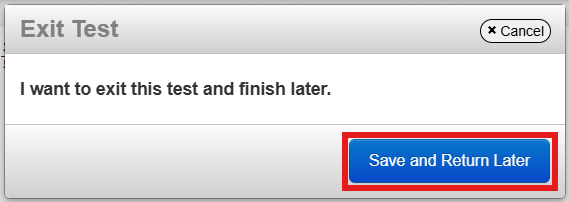 Exit Test
× Cancel
I want to exit this test and finish later.
Save and Return Later